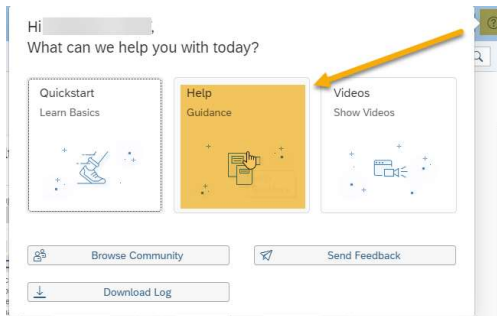 Hi ,
What can we help you with today?
Quickstart
Learn Basics
Help
Guidance
Videos
Show Videos
Browse Community
Send Feedback
Download Log